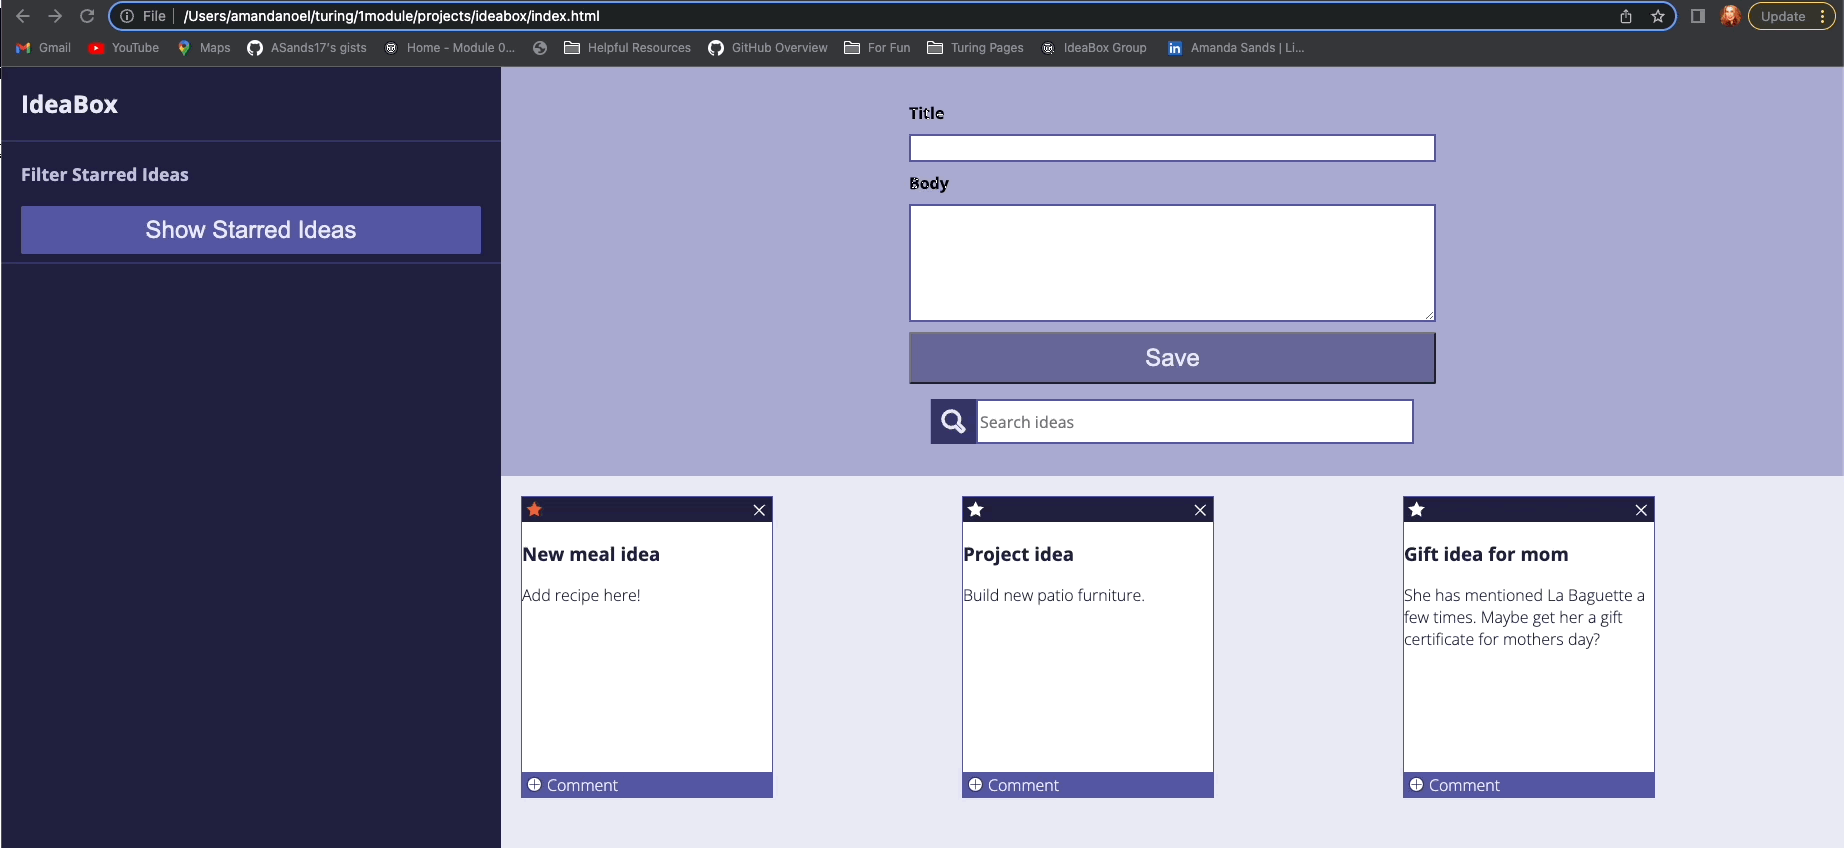 File | /Users/amandanoel/turing/1module/projects/ideabox/index.html
Update
Gmail YouTube Maps ASands17's gists Home - Module 0... Helpful Resources GitHub Overview For Fun Turing Pages IdeaBox Group Amanda Sands | Li...
IdeaBox
Filter Starred Ideas
Show Starred Ideas
Title
Body
Save
Search ideas
New meal idea
Add recipe here!
Comment
Project idea
Build new patio furniture.
Comment
Gift idea for mom
She has mentioned La Baguette a
few times. Maybe get her a gift
certificate for mothers day?
Comment